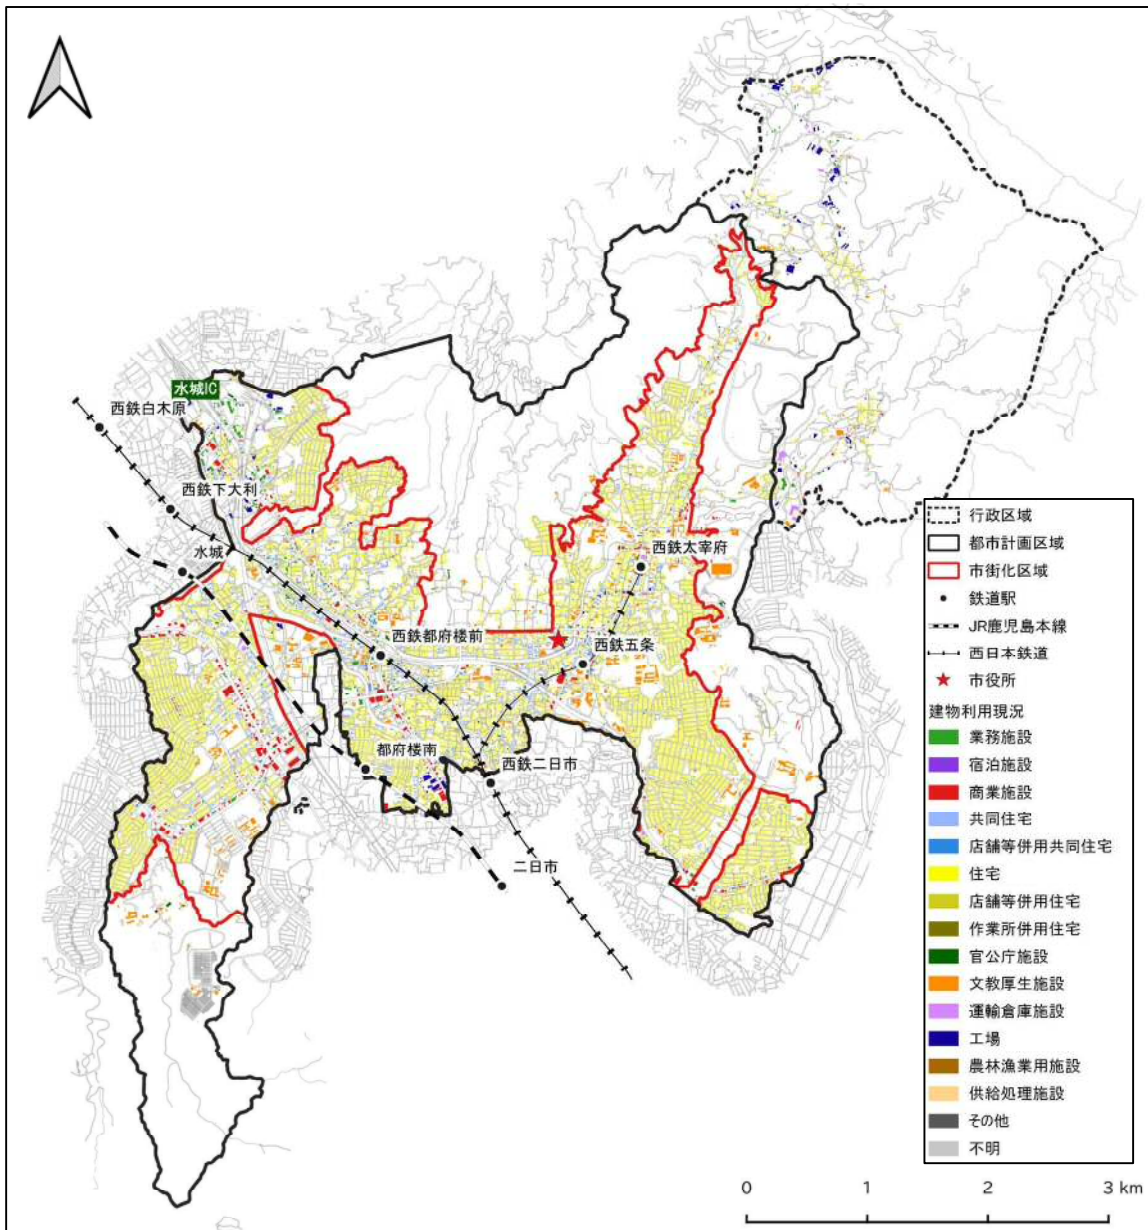 水城IC
西鉄白木原
西鉄下大利
水城
西鉄太宰府
西鉄都府楼前
西鉄五条
都府楼南
西鉄二日市
二日市
行政区域
都市計画区域
市街化区域
鉄道駅
JR鹿児島本線
西日本鉄道
市役所
建物利用現況
業務施設
宿泊施設
商業施設
共同住宅
店舗等併用共同住宅
住宅
店舗等併用住宅
作業所併用住宅
官公庁施設
文教厚生施設
運輸倉庫施設
工場
農林漁業用施設
供給処理施設
その他
不明
0 1 2 3 km